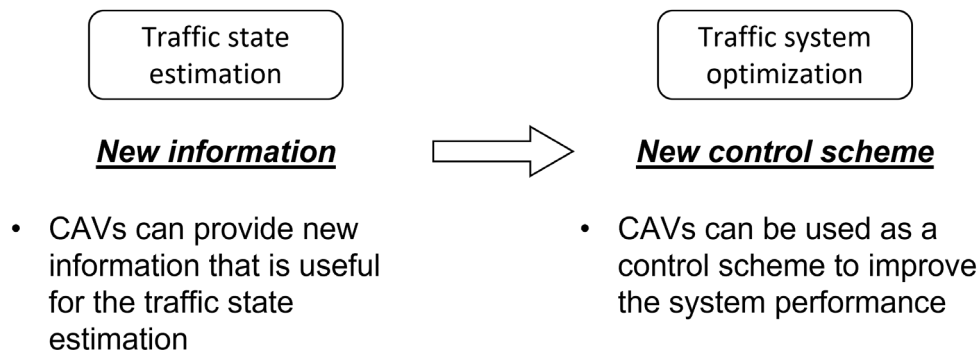 Traffic state
estimation
New information
• CAVs can provide new
information that is useful
for the traffic state
estimation
Traffic system
optimization
New control scheme
• CAVs can be used as a
control scheme to improve
the system performance